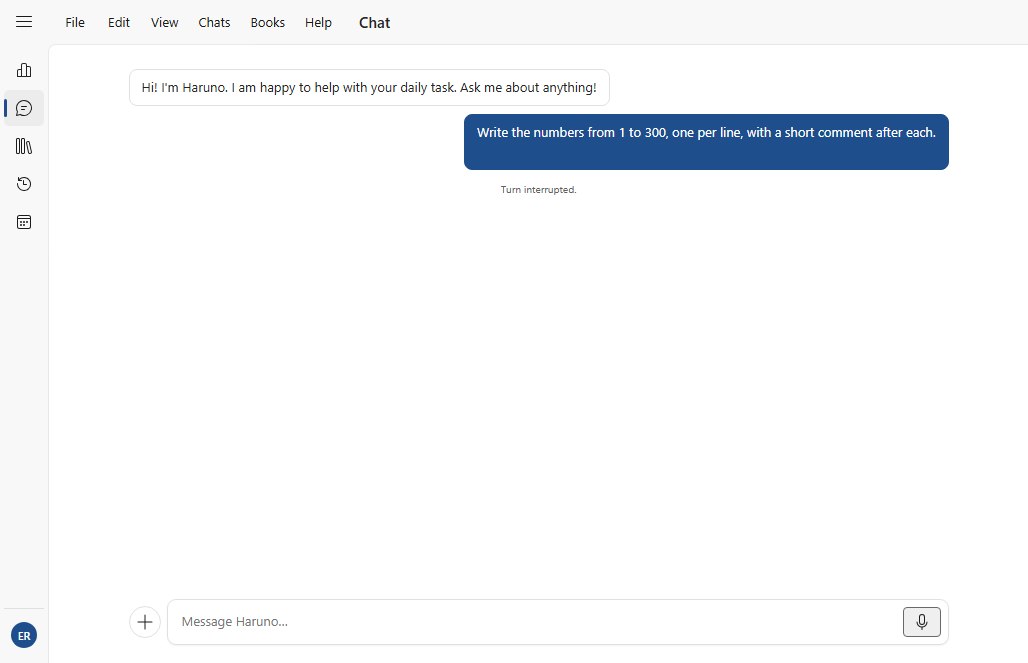 File Edit View Chats Books Help Chat
Hi! I'm Haruno. I am happy to help with your daily task. Ask me about anything!
Write the numbers from 1 to 300, one per line, with a short comment after each.
Turn interrupted.
Message Haruno...
ER